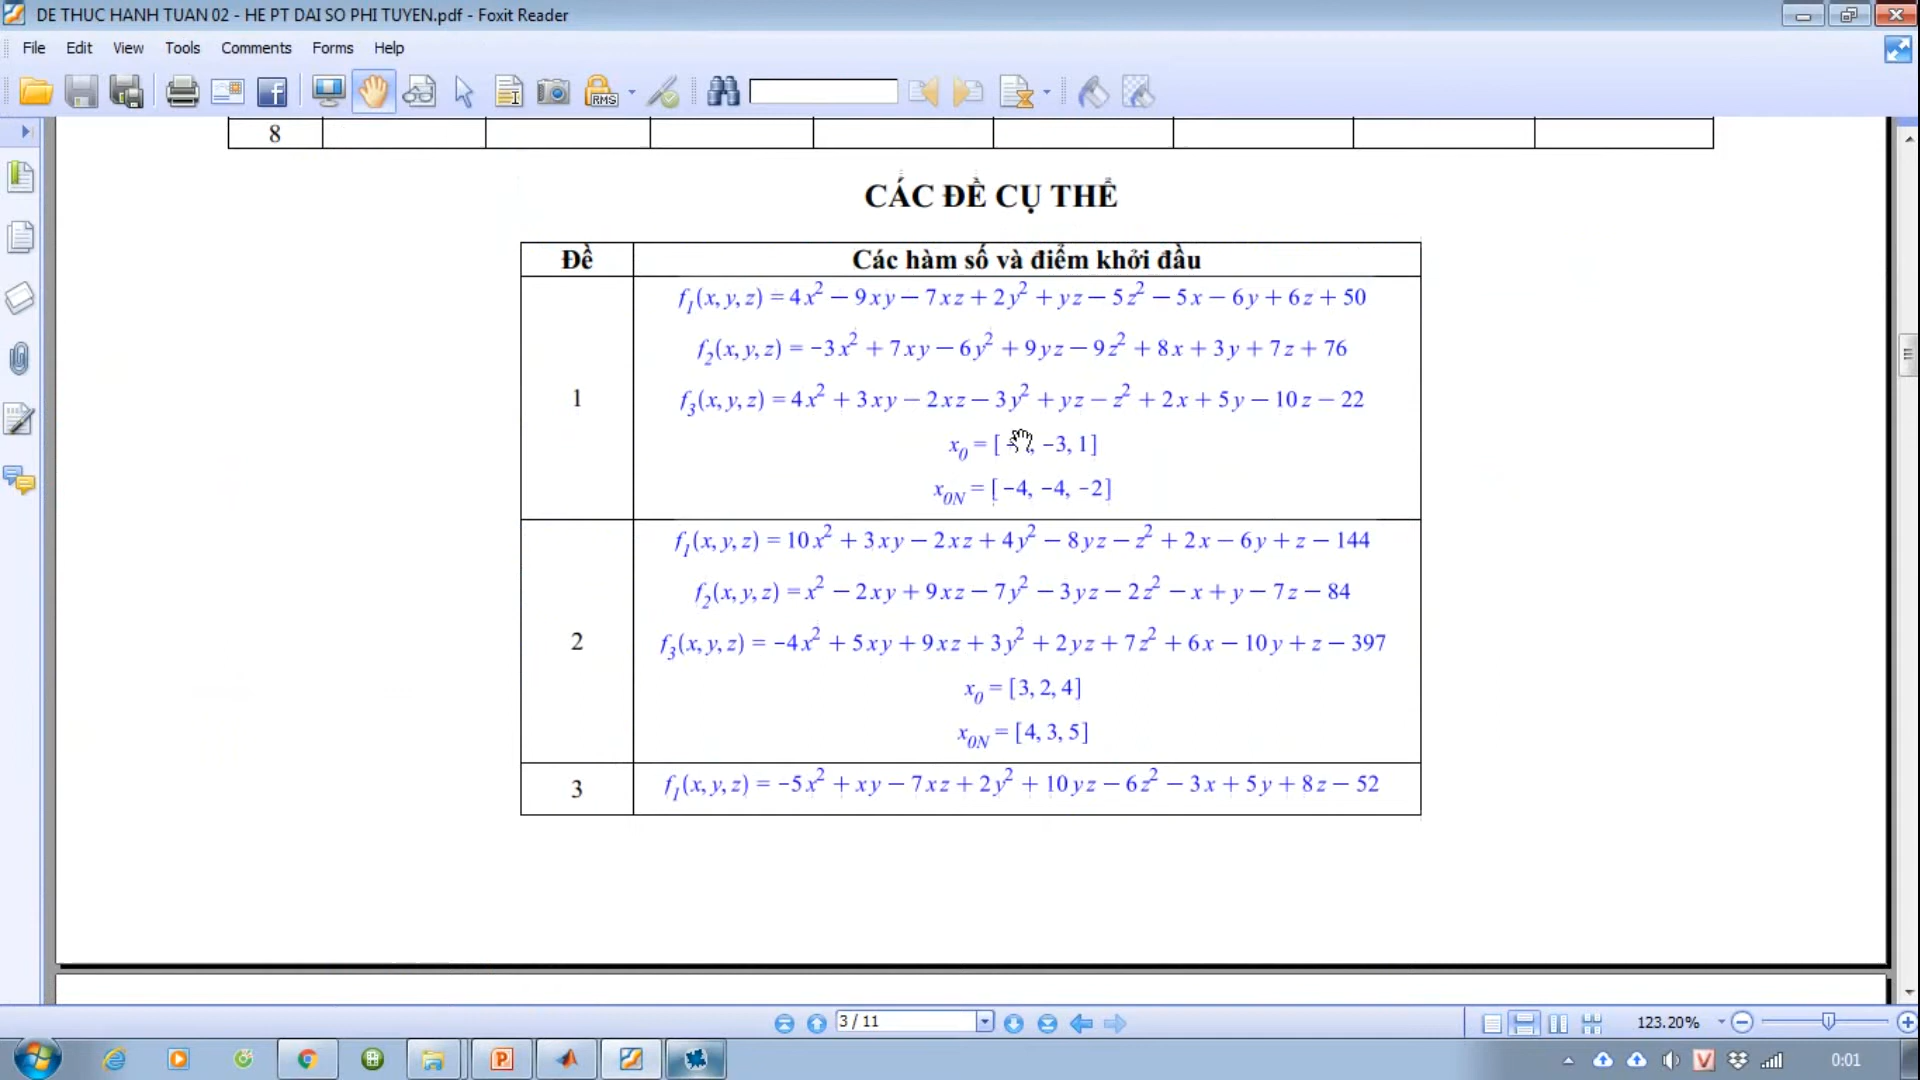 DE THUC HANH TUAN 02 - HE PT DAI SO PHI TUYEN.pdf - Foxit Reader
File Edit View Tools Comments Forms Help
RMS
8
CÁC ĐỀ CỤ THỂ
Đề Các hàm số và điểm khởi đầu
f₁(x, y, z) = 4x² − 9xy − 7xz + 2y² + yz − 5z² − 5x − 6y + 6z + 50
f₂(x, y, z) = −3x² + 7xy − 6y² + 9yz − 9z² + 8x + 3y + 7z + 76
1
f₃(x, y, z) = 4x² + 3xy − 2xz − 3y² + yz − z² + 2x + 5y − 10z − 22
x₀ = [ , −3, 1]
x₀N = [−4, −4, −2]
f₁(x, y, z) = 10x² + 3xy − 2xz + 4y² − 8yz − z² + 2x − 6y + z − 144
f₂(x, y, z) = x² − 2xy + 9xz − 7y² − 3yz − 2z² − x + y − 7z − 84
2
f₃(x, y, z) = −4x² + 5xy + 9xz + 3y² + 2yz + 7z² + 6x − 10y + z − 397
x₀ = [3, 2, 4]
x₀N = [4, 3, 5]
3 f₁(x, y, z) = −5x² + xy − 7xz + 2y² + 10yz − 6z² − 3x + 5y + 8z − 52
3 / 11
123.20%
0:01